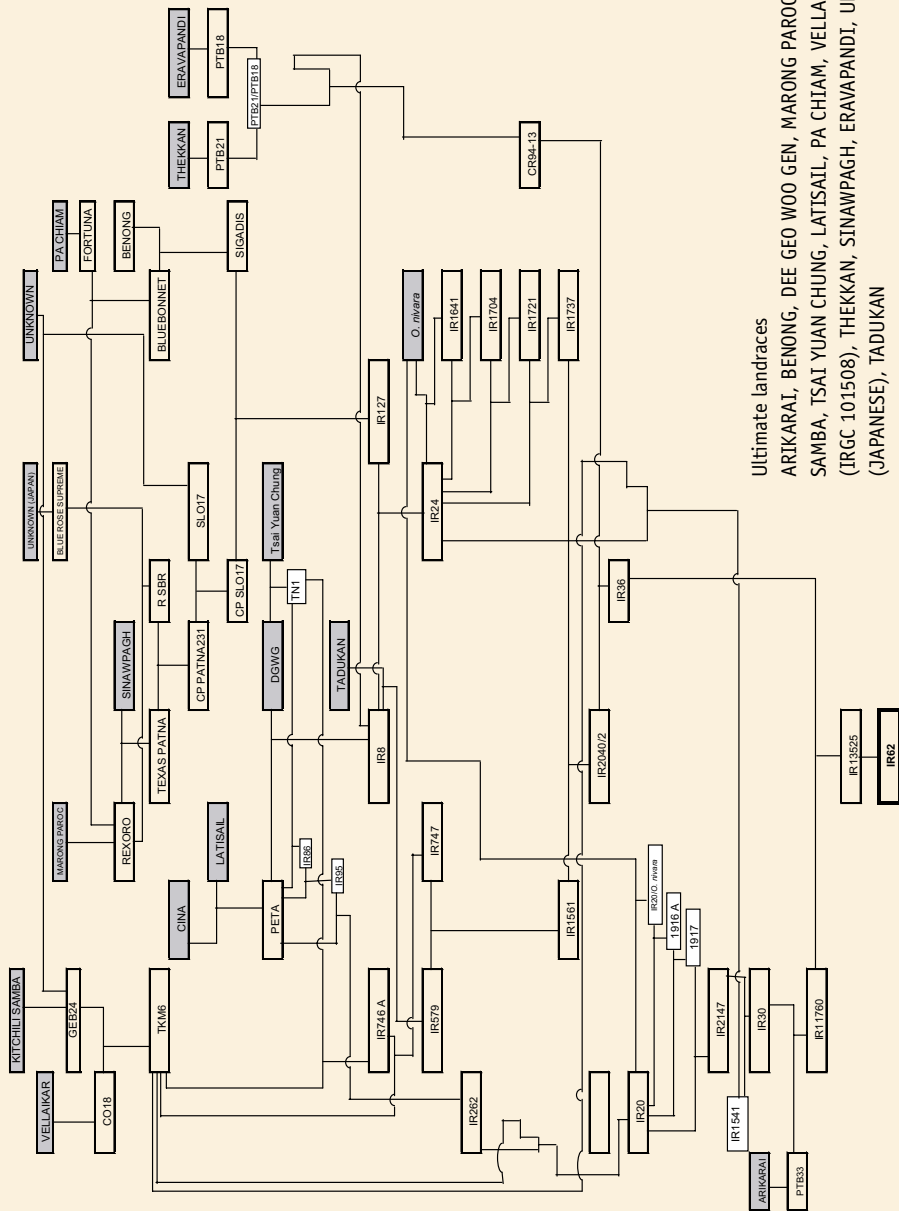 KITCHILI SAMBA
VELLAIKAR
GEB24
CO18
TKM6
UNKNOWN
UNKNOWN (JAPAN)
BLUE ROSE SUPREME
MARONG PAROC
PA CHIAM
FORTUNA
REXORO
SINAWPAGH
BENONG
TEXAS PATNA
R SBR
BLUEBONNET
CP PATNA231
SLO17
CP SLO17
SIGADIS
THEKKAN
ERAVAPANDI
PTB21
PTB18
PTB21/PTB18
CINA
LATISAIL
PETA
DGWG
Tsai Yuan Chung
TN1
IR86
IR95
TADUKAN
IR746 A
IR8
IR127
IR579
IR747
IR24
O. nivara
IR1641
IR1704
IR1721
IR1737
CR94-13
IR262
IR1561
IR2040/2
IR36
IR20
IR20/O. nivara
1916 A
1917
IR2147
IR1541
IR30
ARIKARAI
PTB33
IR11760
IR13525
IR62
Ultimate landraces
ARIKARAI, BENONG, DEE GEO WOO GEN, MARONG PAROC
SAMBA, TSAI YUAN CHUNG, LATISAIL, PA CHIAM, VELLA
(IRGC 101508), THEKKAN, SINAWPAGH, ERAVAPANDI, U
(JAPANESE), TADUKAN